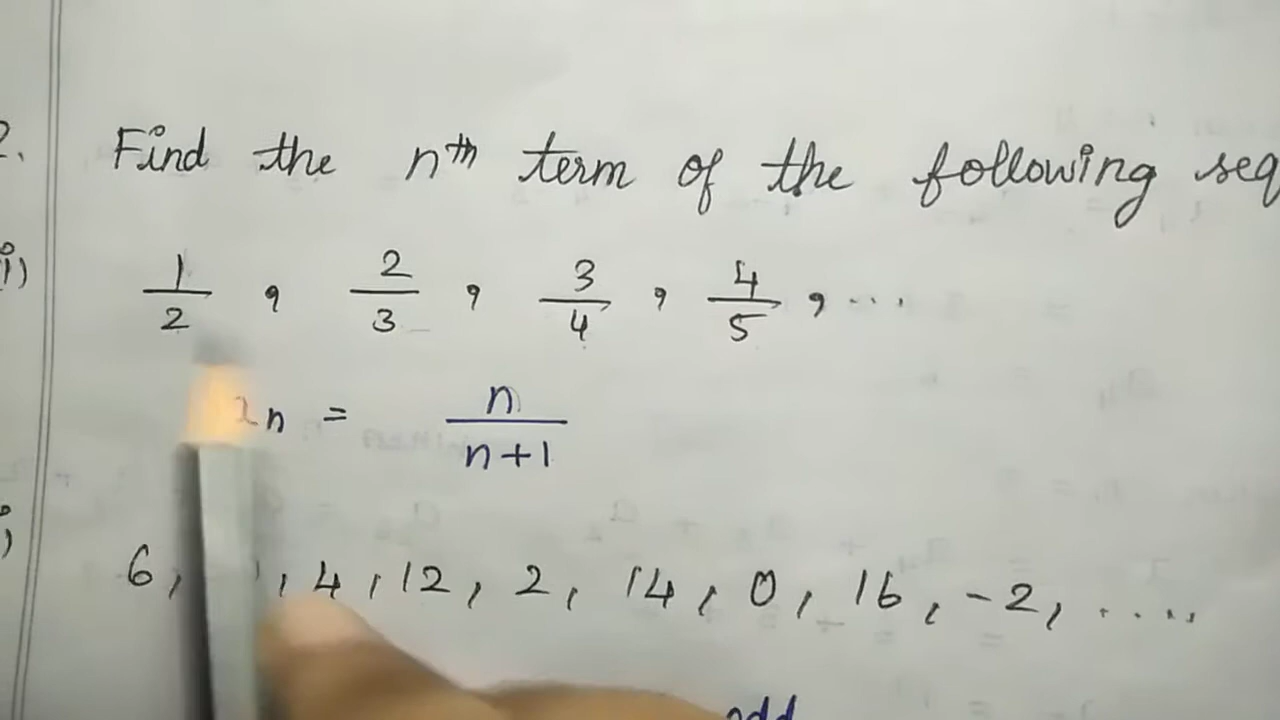 2. Find the nth term of the following seq
i) 1/2 , 2/3 , 3/4 , 4/5 , ...
n = n/n+1
) 6, , 4, 12, 2, 14, 0, 16, -2, ....
odd